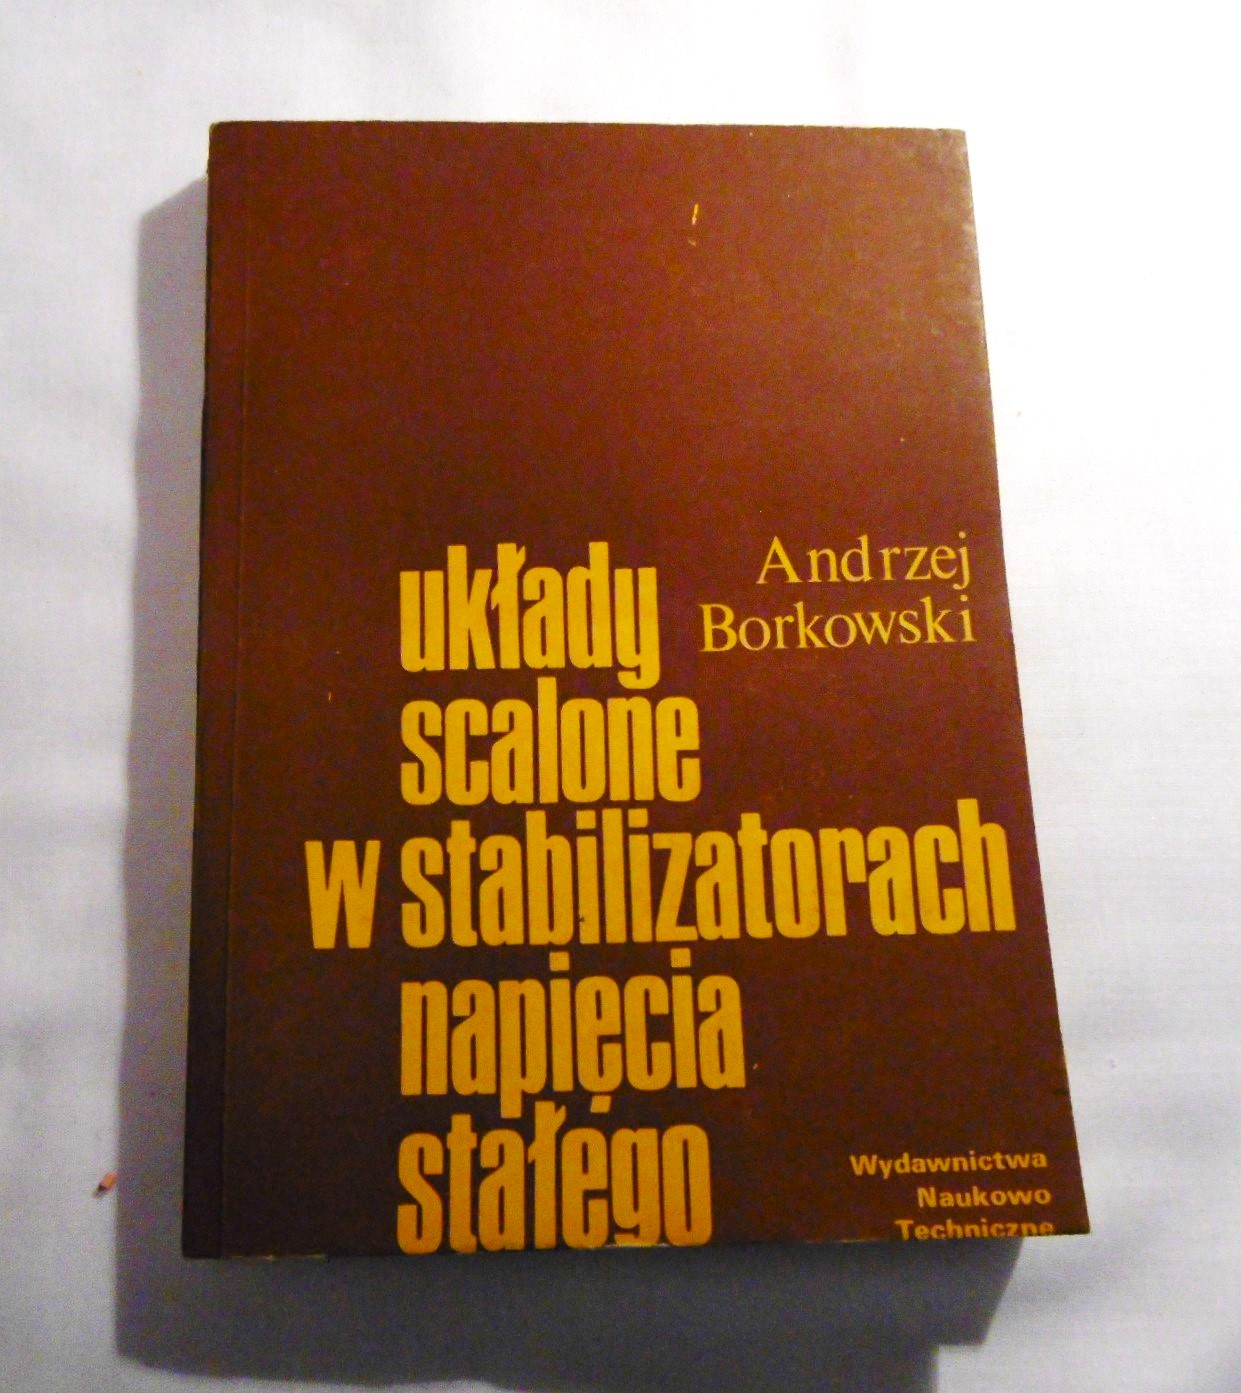 Andrzej
Borkowski
układy
scalone
w stabilizatorach
napięcia
stałego
Wydawnictwa
Naukowo
Techniczne